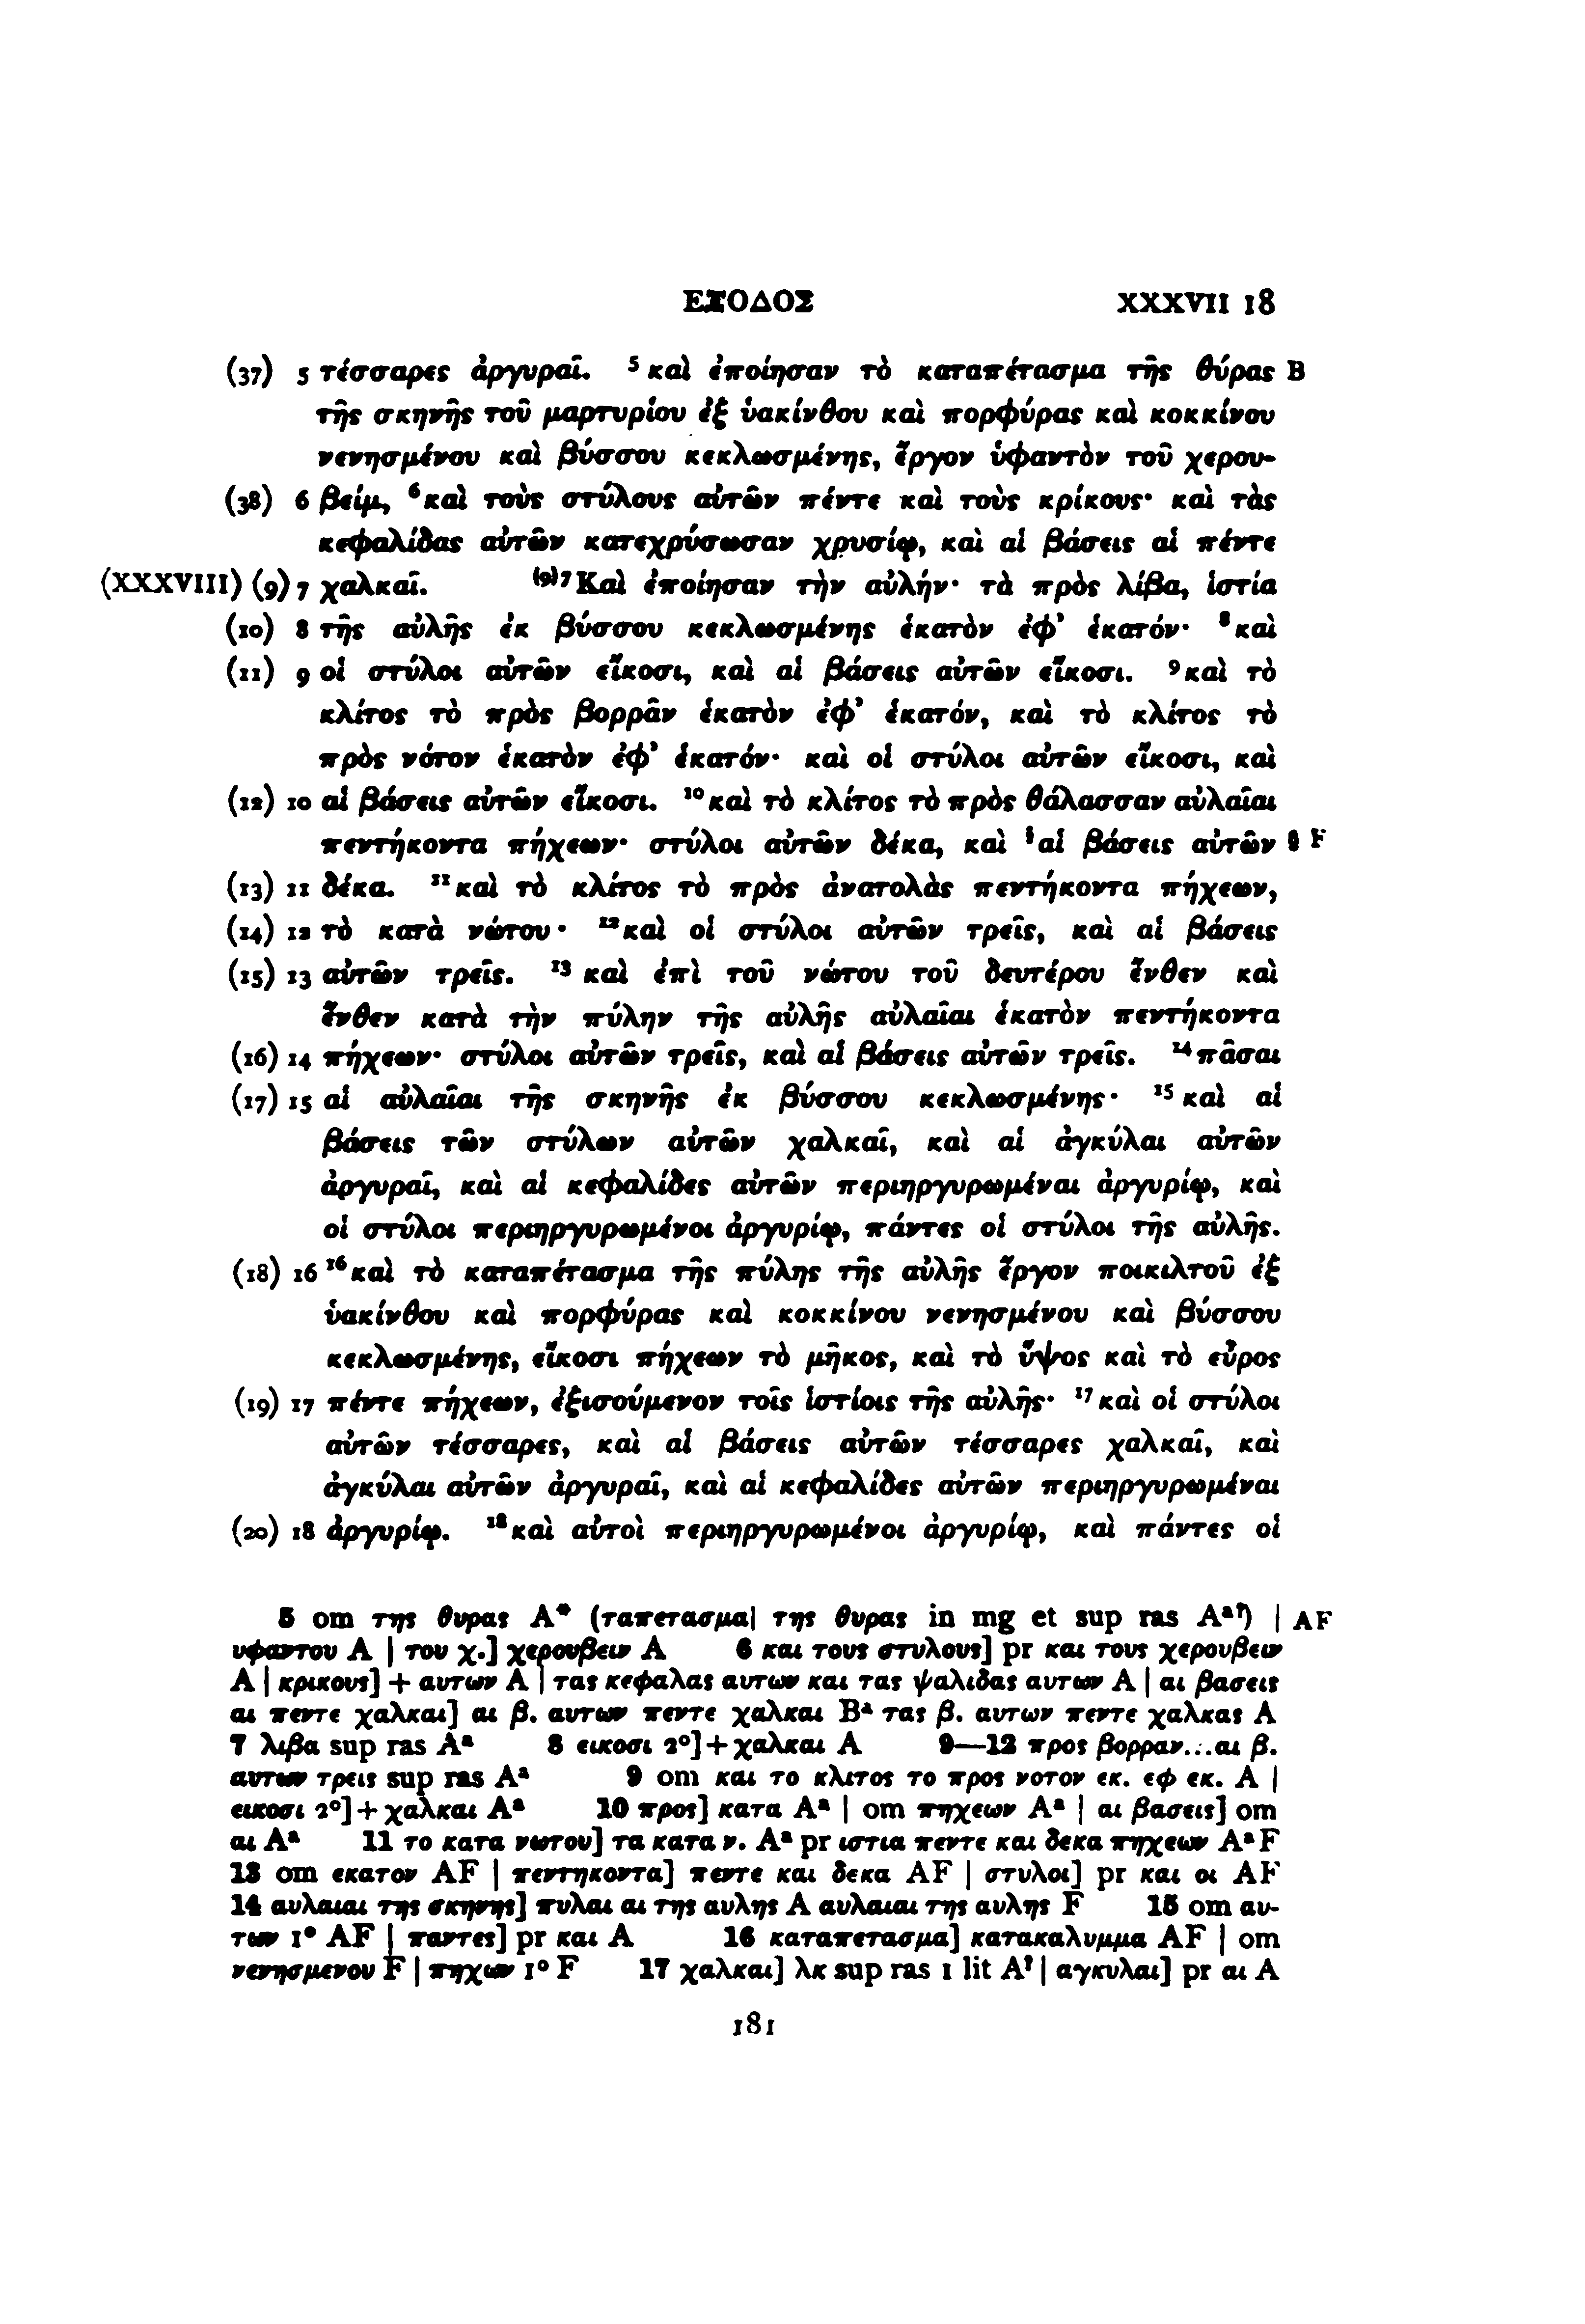 ΕΞΟΔΟΣ XXXVII 18
(37) 5 τέσσαρες ἀργυραῖ. ⁵καὶ ἐποίησαν τὸ καταπέτασμα τῆς θύρας B
τῆς σκηνῆς τοῦ μαρτυρίου ἐξ ὑακίνθου καὶ πορφύρας καὶ κοκκίνου
νενησμένου καὶ βύσσου κεκλωσμένης, ἔργον ὑφαντὸν τοῦ χερου-
(38) 6 βείμ, ⁶καὶ τοὺς στύλους αὐτῶν πέντε καὶ τοὺς κρίκους· καὶ τὰς
κεφαλίδας αὐτῶν κατεχρύσωσαν χρυσίῳ, καὶ αἱ βάσεις αἱ πέντε
(XXXVIII) (9) 7 χαλκαῖ. ⁽⁹⁾⁷Καὶ ἐποίησαν τὴν αὐλήν· τὰ πρὸς λίβα, ἱστία
(10) 8 τῆς αὐλῆς ἐκ βύσσου κεκλωσμένης ἑκατὸν ἐφ’ ἑκατόν· ⁸καὶ
(11) 9 οἱ στύλοι αὐτῶν εἴκοσι, καὶ αἱ βάσεις αὐτῶν εἴκοσι. ⁹καὶ τὸ
κλίτος τὸ πρὸς βορρᾶν ἑκατὸν ἐφ’ ἑκατόν, καὶ τὸ κλίτος τὸ
πρὸς νότον ἑκατὸν ἐφ’ ἑκατόν· καὶ οἱ στύλοι αὐτῶν εἴκοσι, καὶ
(12) 10 αἱ βάσεις αὐτῶν εἴκοσι. ¹⁰καὶ τὸ κλίτος τὸ πρὸς θάλασσαν αὐλαῖαι
πεντήκοντα πήχεων· στύλοι αὐτῶν δέκα, καὶ §αἱ βάσεις αὐτῶν § F
(13) 11 δέκα. ¹¹καὶ τὸ κλίτος τὸ πρὸς ἀνατολὰς πεντήκοντα πήχεων,
(14) 12 τὸ κατὰ νώτου· ¹²καὶ οἱ στύλοι αὐτῶν τρεῖς, καὶ αἱ βάσεις
(15) 13 αὐτῶν τρεῖς. ¹³καὶ ἐπὶ τοῦ νώτου τοῦ δευτέρου ἔνθεν καὶ
ἔνθεν κατὰ τὴν πύλην τῆς αὐλῆς αὐλαῖαι ἑκατὸν πεντήκοντα
(16) 14 πήχεων· στύλοι αὐτῶν τρεῖς, καὶ αἱ βάσεις αὐτῶν τρεῖς. ¹⁴πᾶσαι
(17) 15 αἱ αὐλαῖαι τῆς σκηνῆς ἐκ βύσσου κεκλωσμένης· ¹⁵καὶ αἱ
βάσεις τῶν στύλων αὐτῶν χαλκαῖ, καὶ αἱ ἀγκύλαι αὐτῶν
ἀργυραῖ, καὶ αἱ κεφαλίδες αὐτῶν περιηργυρωμέναι ἀργυρίῳ, καὶ
οἱ στύλοι περιηργυρωμένοι ἀργυρίῳ, πάντες οἱ στύλοι τῆς αὐλῆς.
(18) 16 ¹⁶καὶ τὸ καταπέτασμα τῆς πύλης τῆς αὐλῆς ἔργον ποικιλτοῦ ἐξ
ὑακίνθου καὶ πορφύρας καὶ κοκκίνου νενησμένου καὶ βύσσου
κεκλωσμένης, εἴκοσι πήχεων τὸ μῆκος, καὶ τὸ ὕψος καὶ τὸ εὖρος
(19) 17 πέντε πήχεων, ἐξισούμενον τοῖς ἱστίοις τῆς αὐλῆς· ¹⁷καὶ οἱ στύλοι
αὐτῶν τέσσαρες, καὶ αἱ βάσεις αὐτῶν τέσσαρες χαλκαῖ, καὶ
ἀγκύλαι αὐτῶν ἀργυραῖ, καὶ αἱ κεφαλίδες αὐτῶν περιηργυρωμέναι
(20) 18 ἀργυρίῳ. ¹⁸καὶ αὐτοὶ περιηργυρωμένοι ἀργυρίῳ, καὶ πάντες οἱ
5 om της θυρας A* (ταπετασμα| της θυρας in mg et sup ras Aᵃ?) | AF
υφαντου A | του χ.] χερουβειν A 6 και τους στυλους] pr και τους χερουβειν
A | κρικους] + αυτων A | τας κεφαλας αυτων και τας ψαλιδας αυτων A | αι βασεις
αι πεντε χαλκαι] αι β. αυτων πεντε χαλκαι Bᵃ τας β. αυτων πεντε χαλκας A
7 λιβα sup ras Aᵃ 8 εικοσι 2°]+χαλκαι A 9—12 προς βορραν...αι β.
αυτων τρεις sup ras Aᵃ 9 om και το κλιτος το προς νοτον εκ. εφ εκ. A |
εικοσι 2°]+χαλκαι Aᵃ 10 προς] κατα Aᵃ | om πηχεων Aᵃ | αι βασεις] om
αι Aᵃ 11 το κατα νωτου] τα κατα ν. Aᵃ pr ιστια πεντε και δεκα πηχεων AᵃF
13 om εκατον AF | πεντηκοντα] πεντε και δεκα AF | στυλοι] pr και οι AF
14 αυλαιαι της σκηνης] πυλαι αι της αυλης A αυλαιαι της αυλης F 15 om αυ-
των 1° AF | παντες] pr και A 16 καταπετασμα] κατακαλυμμα AF | om
νενησμενου F | πηχων 1° F 17 χαλκαι] λκ sup ras 1 lit A? | αγκυλαι] pr αι A
181